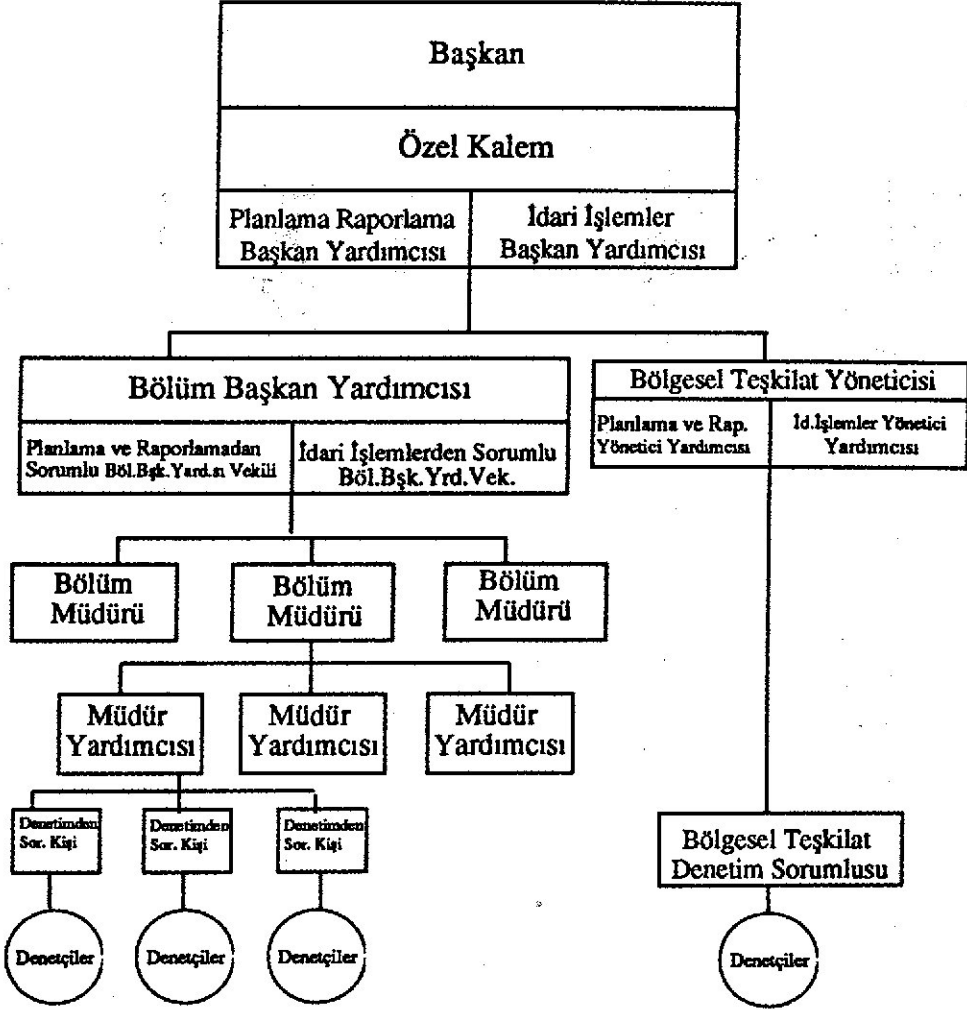 Başkan
Özel Kalem
Planlama Raporlama
Başkan Yardımcısı
İdari İşlemler
Başkan Yardımcısı
Bölüm Başkan Yardımcısı
Planlama ve Raporlamadan
Sorumlu Böl.Bşk.Yard.sı Vekili
İdari İşlemlerden Sorumlu
Böl.Bşk.Yrd.Vek.
Bölgesel Teşkilat Yöneticisi
Planlama ve Rap.
Yönetici Yardımcısı
İd.İşlemler Yönetici
Yardımcısı
Bölüm
Müdürü
Bölüm
Müdürü
Bölüm
Müdürü
Müdür
Yardımcısı
Müdür
Yardımcısı
Müdür
Yardımcısı
Denetimden
Sor. Kişi
Denetimden
Sor. Kişi
Denetimden
Sor. Kişi
Bölgesel Teşkilat
Denetim Sorumlusu
Denetçiler
Denetçiler
Denetçiler
Denetçiler